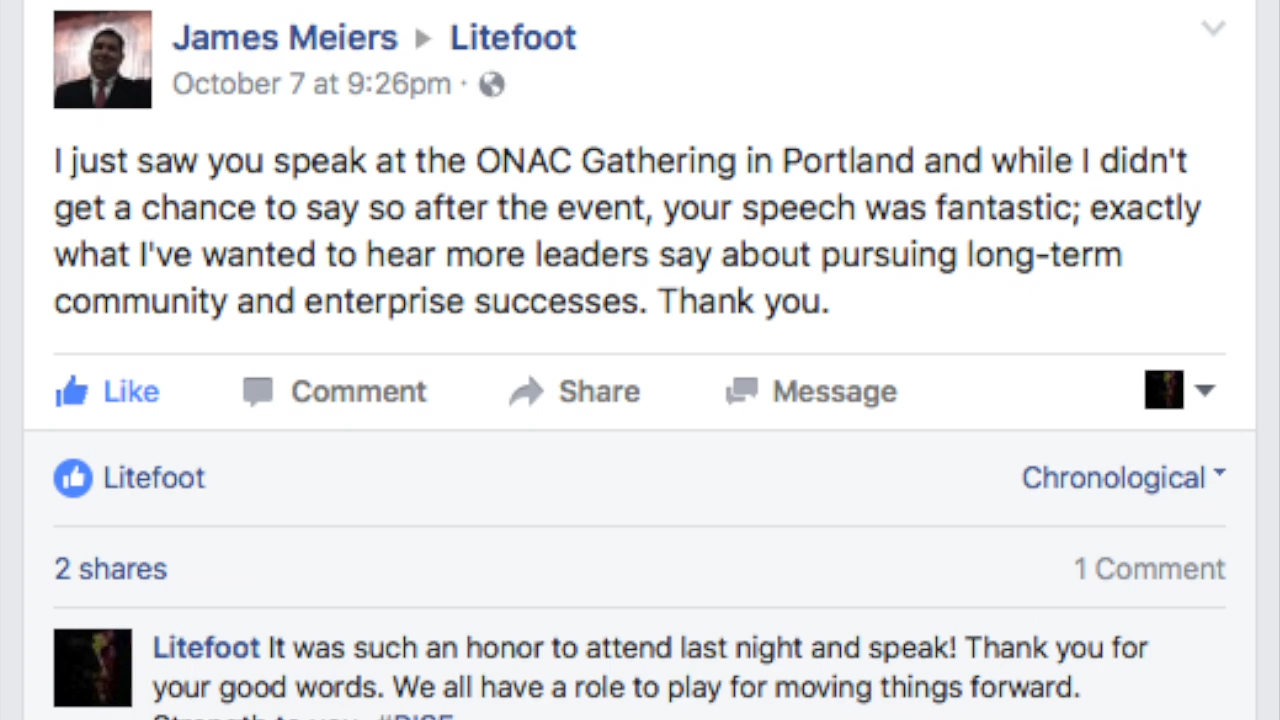 James Meiers ▸ Litefoot
October 7 at 9:26pm ·
I just saw you speak at the ONAC Gathering in Portland and while I didn't
get a chance to say so after the event, your speech was fantastic; exactly
what I've wanted to hear more leaders say about pursuing long-term
community and enterprise successes. Thank you.
Like Comment Share Message
Litefoot Chronological
2 shares 1 Comment
Litefoot It was such an honor to attend last night and speak! Thank you for
your good words. We all have a role to play for moving things forward.
Strength to you. #RISE